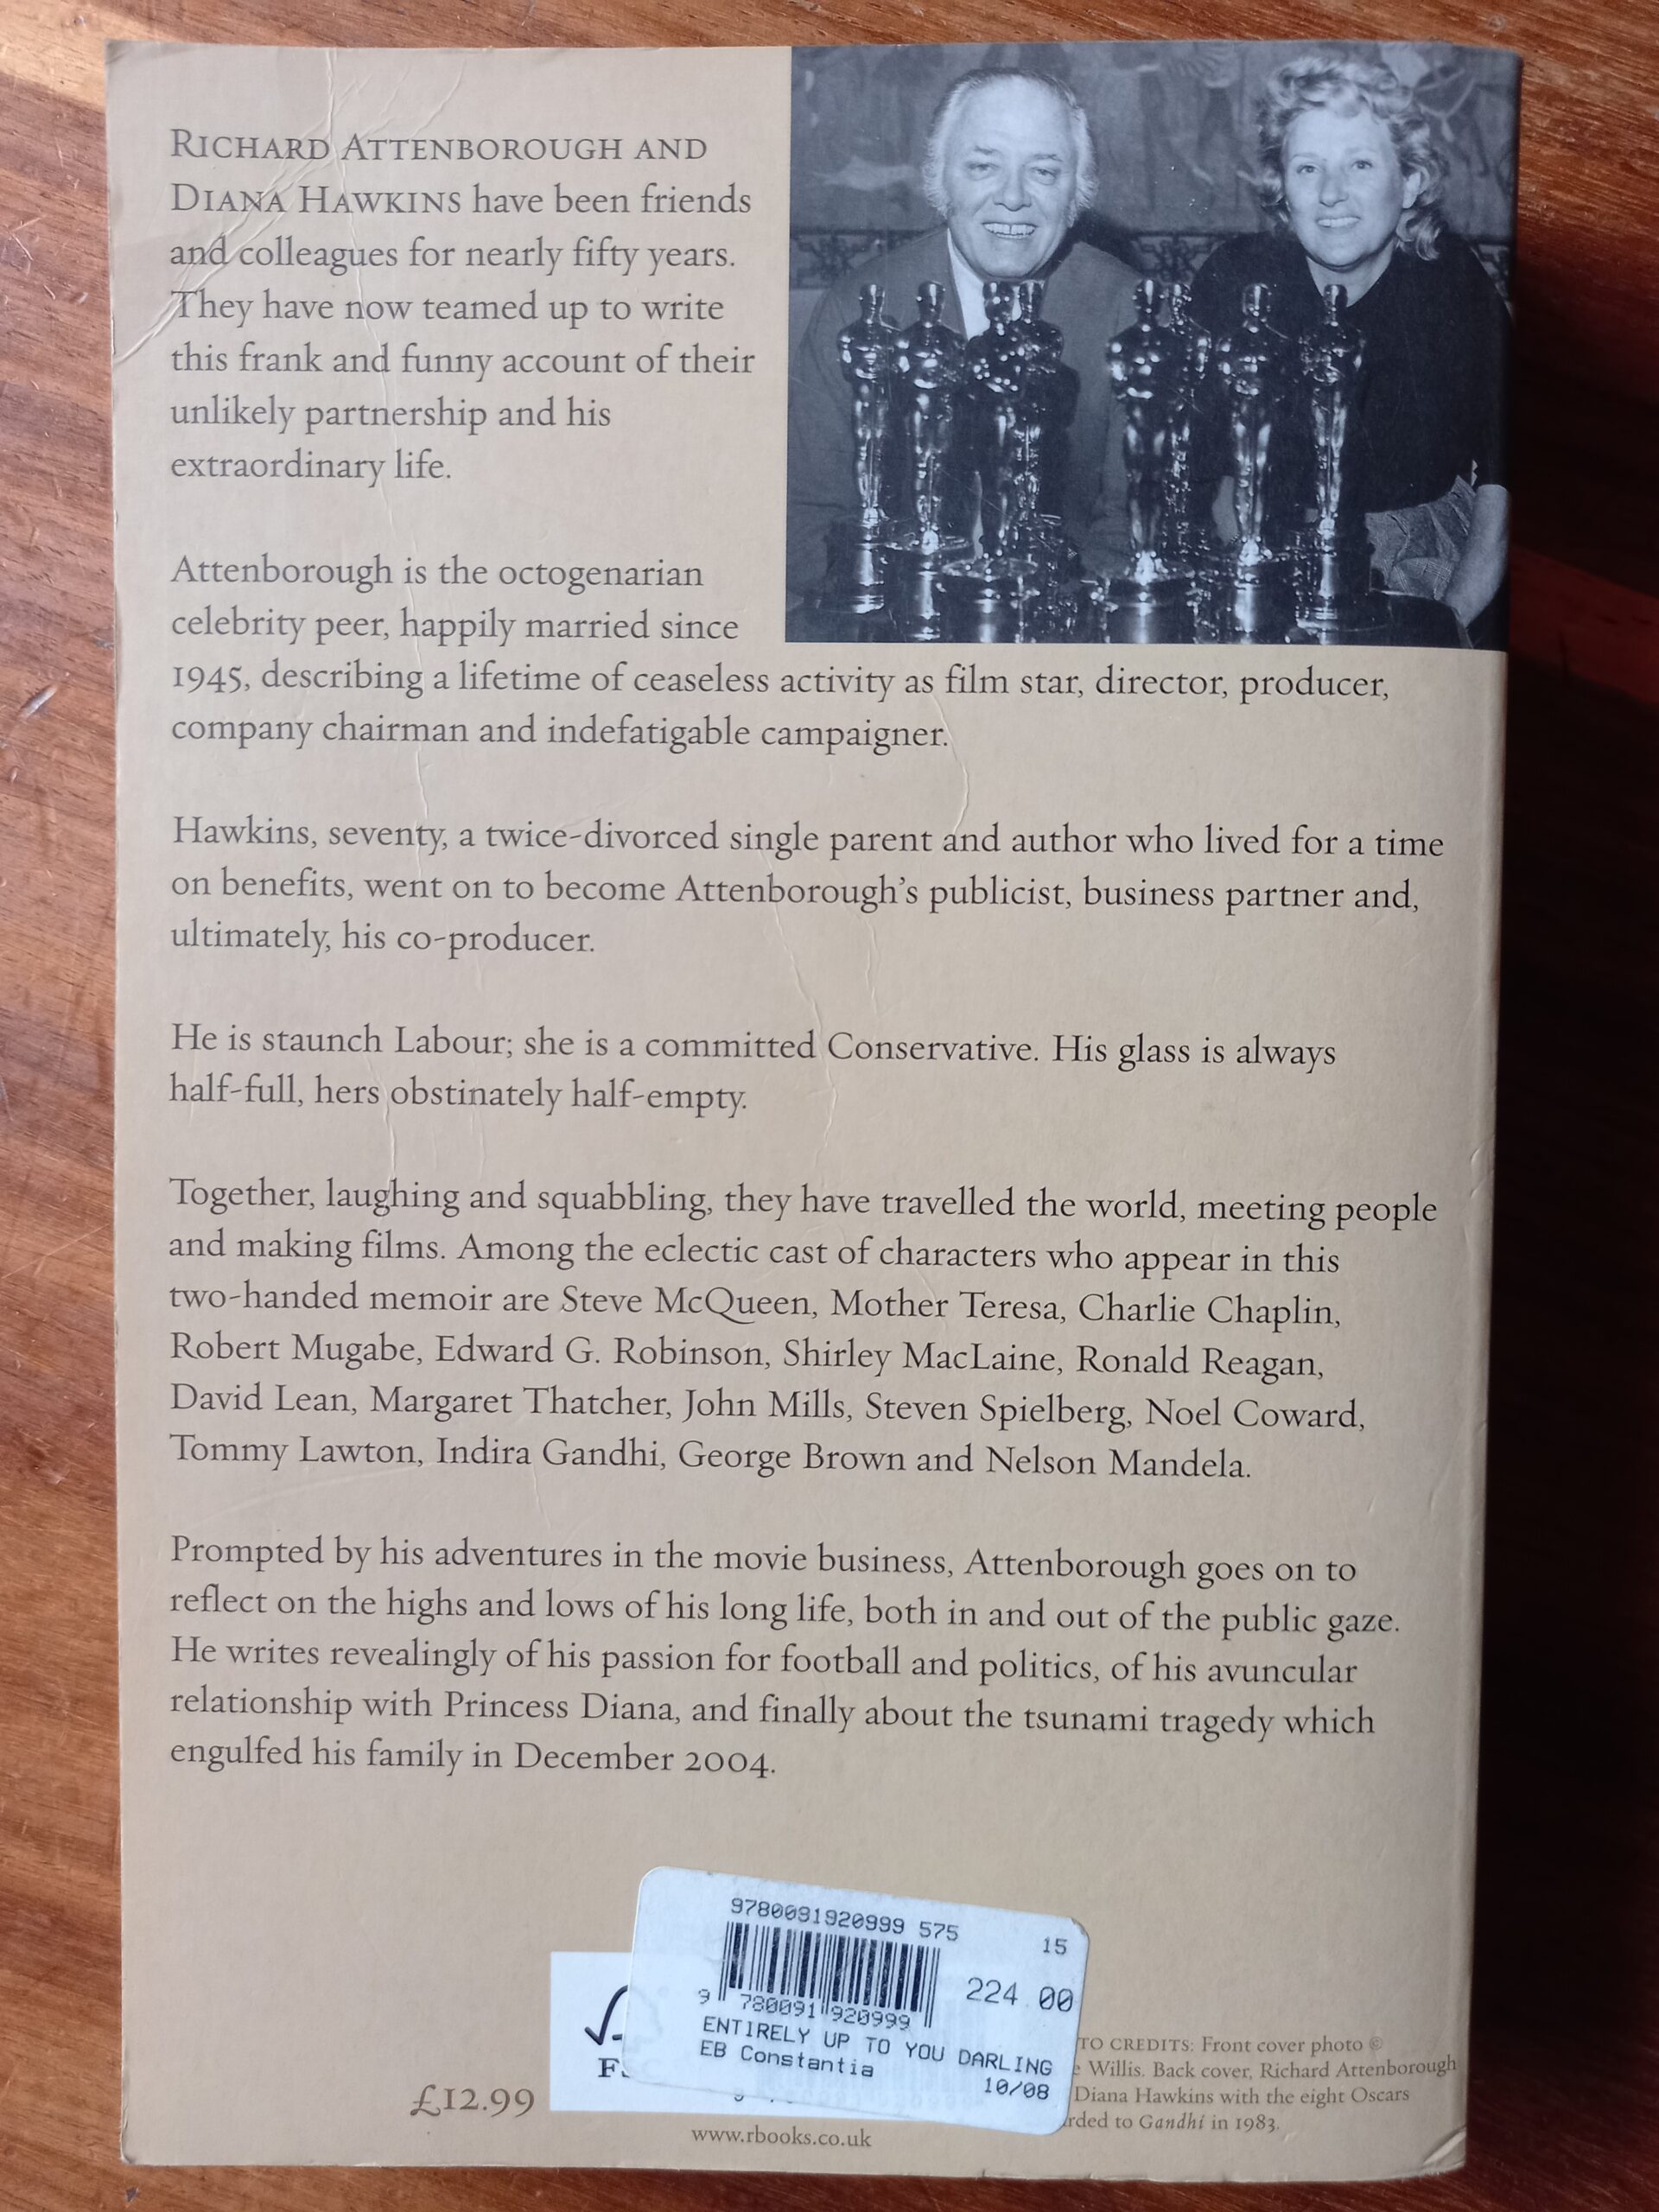 RICHARD ATTENBOROUGH AND
DIANA HAWKINS have been friends
and colleagues for nearly fifty years.
They have now teamed up to write
this frank and funny account of their
unlikely partnership and his
extraordinary life.
Attenborough is the octogenarian
celebrity peer, happily married since
1945, describing a lifetime of ceaseless activity as film star, director, producer,
company chairman and indefatigable campaigner.
Hawkins, seventy, a twice-divorced single parent and author who lived for a time
on benefits, went on to become Attenborough's publicist, business partner and,
ultimately, his co-producer.
He is staunch Labour; she is a committed Conservative. His glass is always
half-full, hers obstinately half-empty.
Together, laughing and squabbling, they have travelled the world, meeting people
and making films. Among the eclectic cast of characters who appear in this
two-handed memoir are Steve McQueen, Mother Teresa, Charlie Chaplin,
Robert Mugabe, Edward G. Robinson, Shirley MacLaine, Ronald Reagan,
David Lean, Margaret Thatcher, John Mills, Steven Spielberg, Noel Coward,
Tommy Lawton, Indira Gandhi, George Brown and Nelson Mandela.
Prompted by his adventures in the movie business, Attenborough goes on to
reflect on the highs and lows of his long life, both in and out of the public gaze.
He writes revealingly of his passion for football and politics, of his avuncular
relationship with Princess Diana, and finally about the tsunami tragedy which
engulfed his family in December 2004.
9780091920999 575
15
224.00
9 780091 920999
ENTIRELY UP TO YOU DARLING
EB Constantia
10/08
£12.99
www.rbooks.co.uk
TO CREDITS: Front cover photo ©
Willis. Back cover, Richard Attenborough
Diana Hawkins with the eight Oscars
rded to Gandhi in 1983.